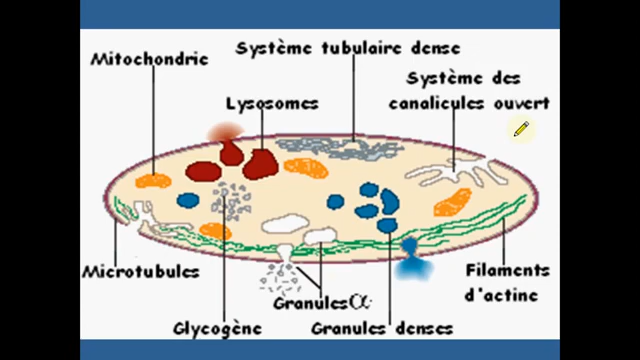 Système tubulaire dense
Mitochondrie
Système des
canalicules ouvert
Lysosomes
Microtubules
Filaments
d'actine
Granules α
Glycogène
Granules denses